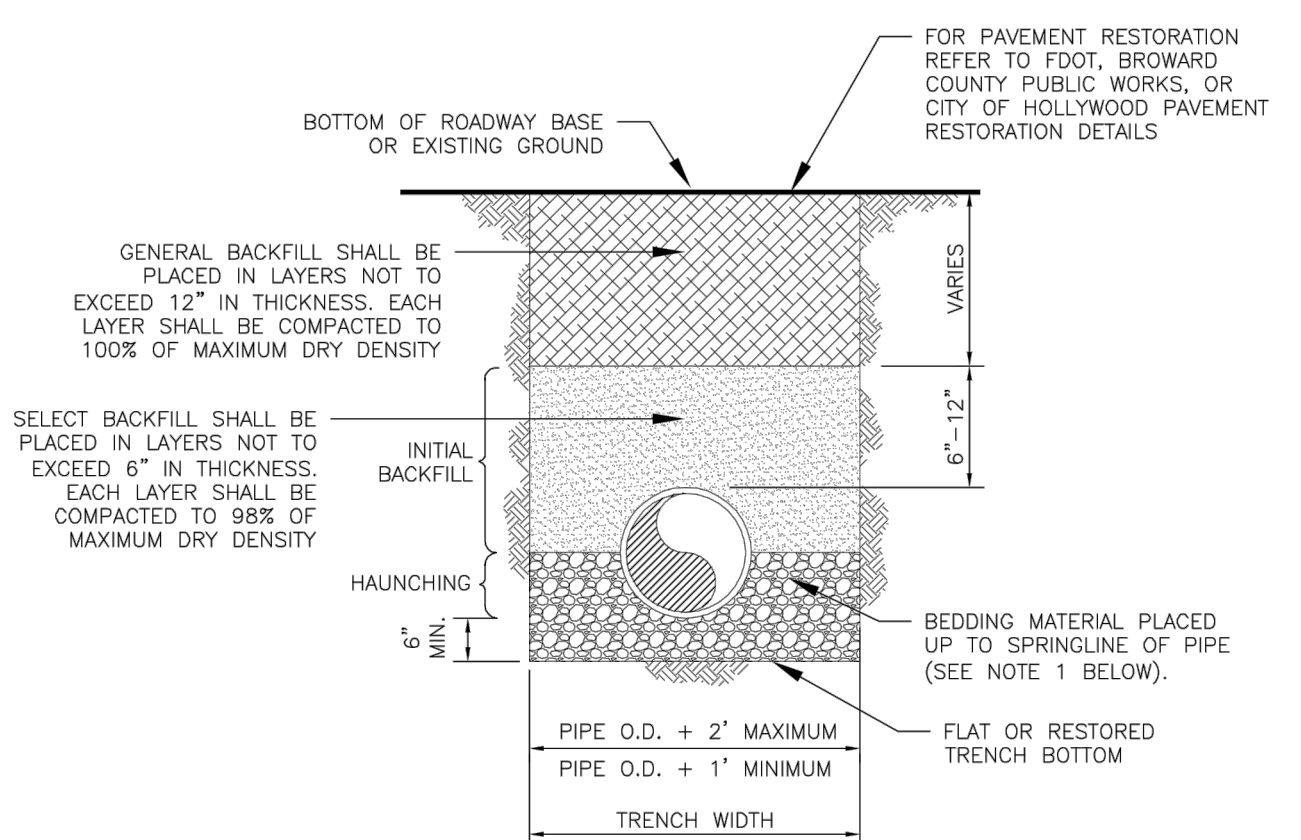 FOR PAVEMENT RESTORATION
REFER TO FDOT, BROWARD
COUNTY PUBLIC WORKS, OR
CITY OF HOLLYWOOD PAVEMENT
RESTORATION DETAILS
BOTTOM OF ROADWAY BASE
OR EXISTING GROUND
GENERAL BACKFILL SHALL BE
PLACED IN LAYERS NOT TO
EXCEED 12" IN THICKNESS. EACH
LAYER SHALL BE COMPACTED TO
100% OF MAXIMUM DRY DENSITY
VARIES
SELECT BACKFILL SHALL BE
PLACED IN LAYERS NOT TO
EXCEED 6" IN THICKNESS.
EACH LAYER SHALL BE
COMPACTED TO 98% OF
MAXIMUM DRY DENSITY
INITIAL
BACKFILL
6"-12"
HAUNCHING
6"
MIN.
BEDDING MATERIAL PLACED
UP TO SPRINGLINE OF PIPE
(SEE NOTE 1 BELOW).
FLAT OR RESTORED
TRENCH BOTTOM
PIPE O.D. + 2' MAXIMUM
PIPE O.D. + 1' MINIMUM
TRENCH WIDTH